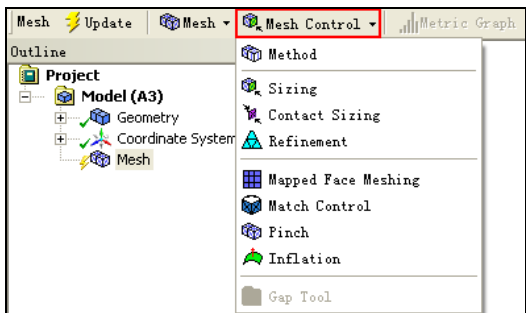 Mesh Update Mesh Mesh Control Metric Graph
Outline
Project
Model (A3)
Geometry
Coordinate System
Mesh
Method
Sizing
Contact Sizing
Refinement
Mapped Face Meshing
Match Control
Pinch
Inflation
Gap Tool